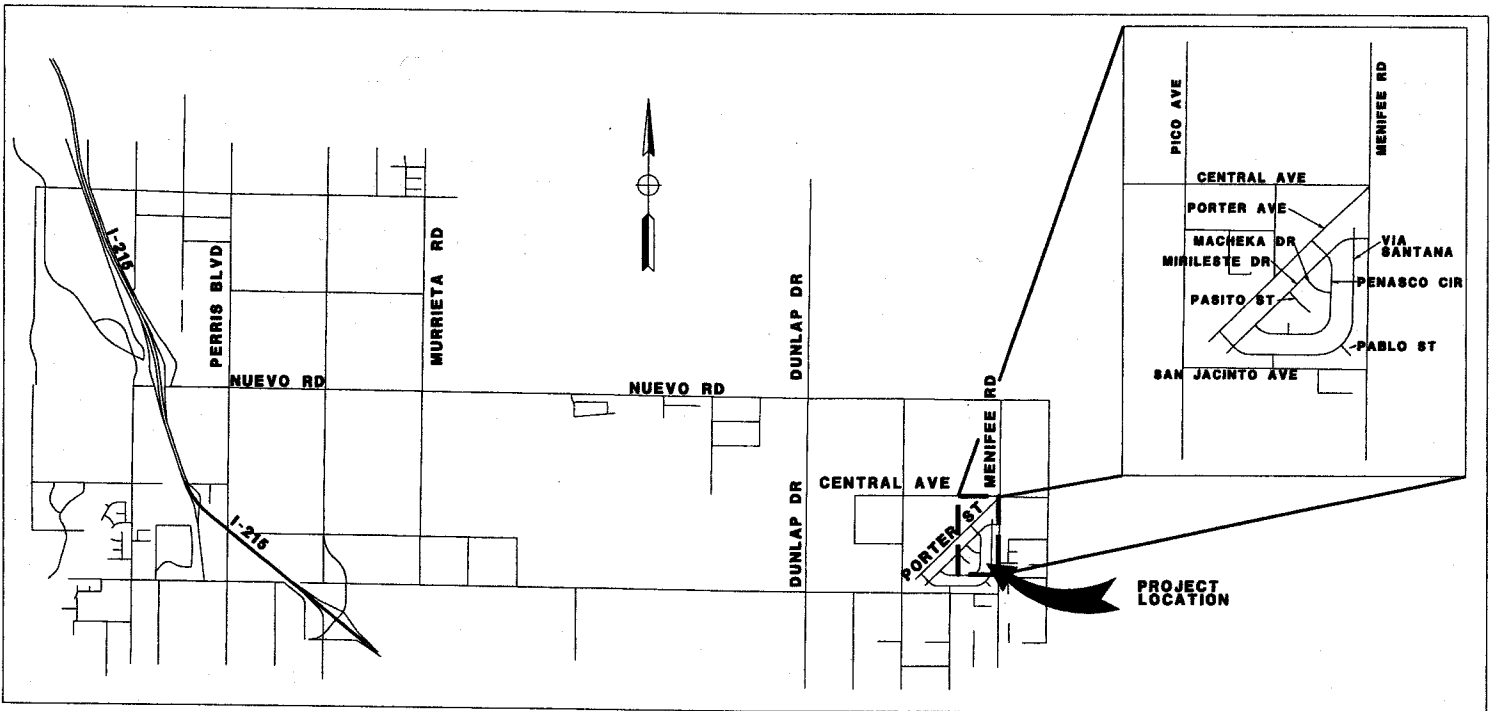 I-215
PERRIS BLVD
MURRIETA RD
NUEVO RD
NUEVO RD
DUNLAP DR
DUNLAP DR
MENIFEE RD
CENTRAL AVE
PORTER ST
I-215
PROJECT
LOCATION
PICO AVE
MENIFEE RD
CENTRAL AVE
PORTER AVE
MACHEKA DR
MIRILESTE DR
VIA
SANTANA
PENASCO CIR
PASITO ST
PABLO ST
SAN JACINTO AVE